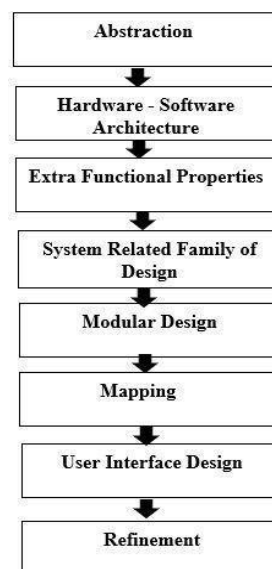 Abstraction
Hardware - Software
Architecture
Extra Functional Properties
System Related Family of
Design
Modular Design
Mapping
User Interface Design
Refinement